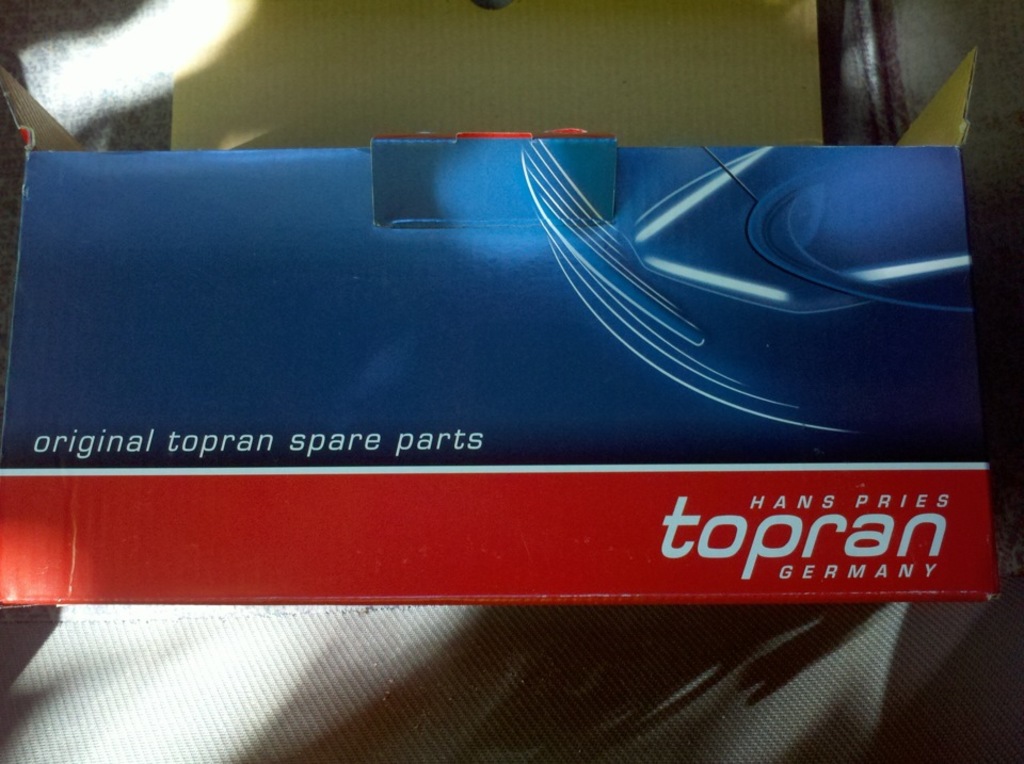 original topran spare parts
HANS PRIES
topran
GERMANY